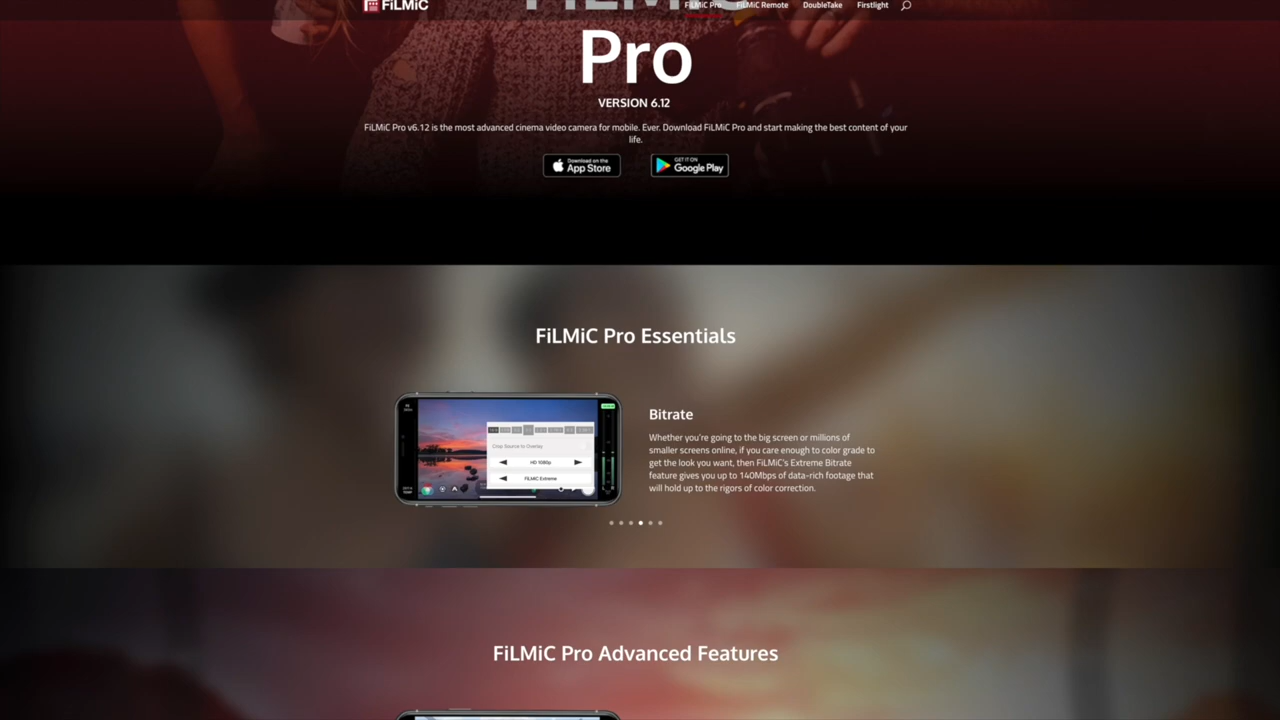 FiLMiC
FiLMiC Pro
FiLMiC Remote
DoubleTake
Firstlight
FiLMiC
Pro
VERSION 6.12
FiLMiC Pro v6.12 is the most advanced cinema video camera for mobile. Ever. Download FiLMiC Pro and start making the best content of your
life.
Download on the
App Store
GET IT ON
Google Play
FiLMiC Pro Essentials
Crop Source to Overlay
HD 1080p
FiLMiC Extreme
Bitrate
Whether you're going to the big screen or millions of
smaller screens online, if you care enough to color grade to
get the look you want, then FiLMiC's Extreme Bitrate
feature gives you up to 140Mbps of data-rich footage that
will hold up to the rigors of color correction.
FiLMiC Pro Advanced Features